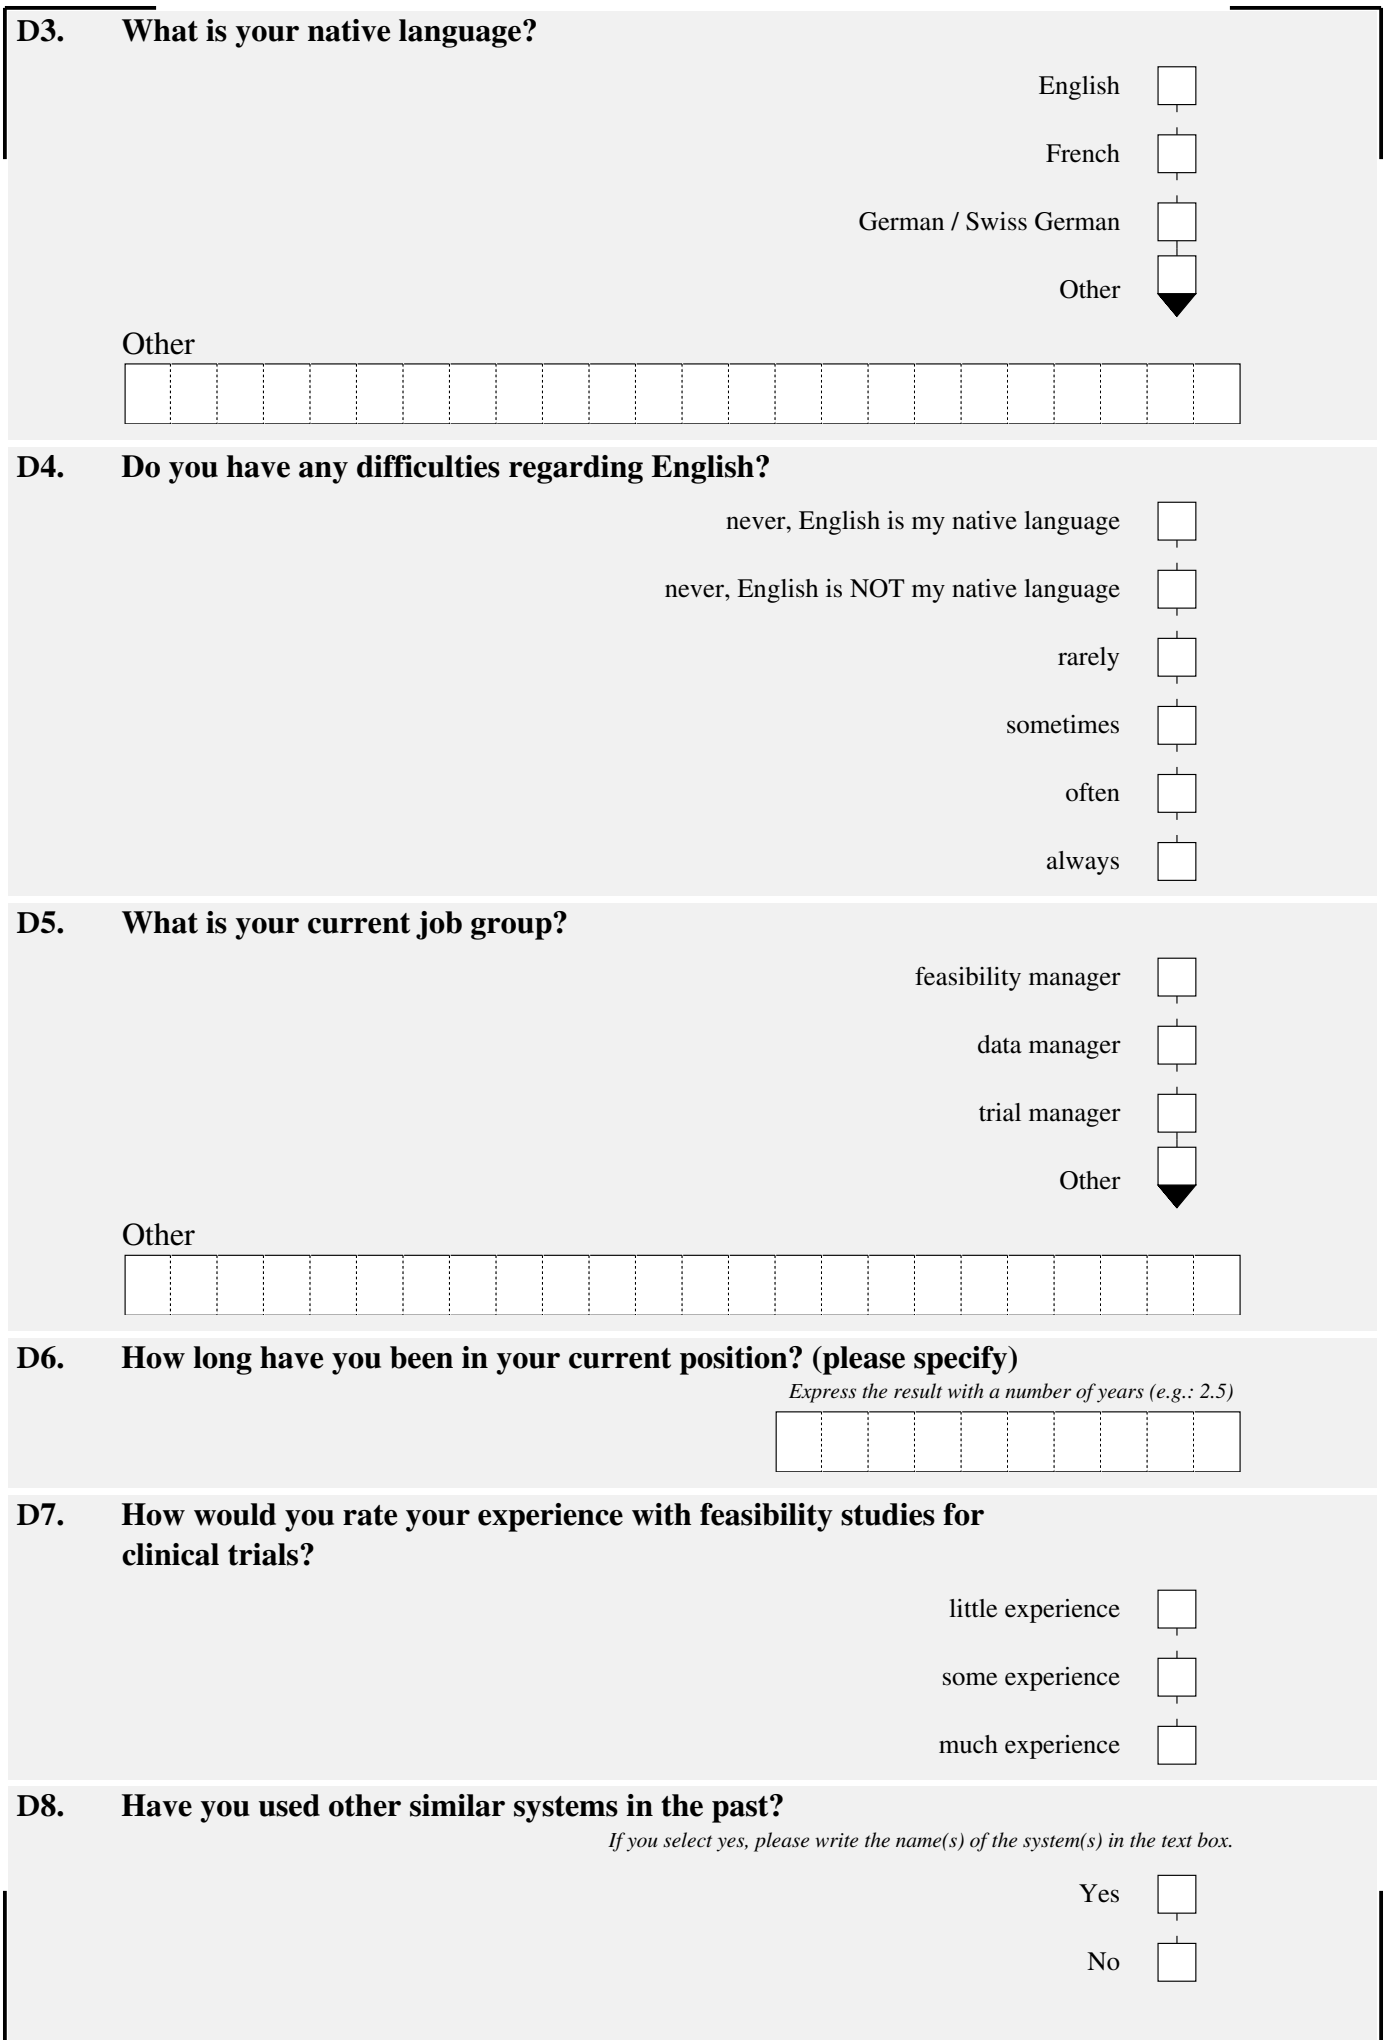 D3. What is your native language?
English
French
German / Swiss German
Other
Other
D4. Do you have any difficulties regarding English?
never, English is my native language
never, English is NOT my native language
rarely
sometimes
often
always
D5. What is your current job group?
feasibility manager
data manager
trial manager
Other
Other
D6. How long have you been in your current position? (please specify)
Express the result with a number of years (e.g.: 2.5)
D7. How would you rate your experience with feasibility studies for
clinical trials?
little experience
some experience
much experience
D8. Have you used other similar systems in the past?
If you select yes, please write the name(s) of the system(s) in the text box.
Yes
No